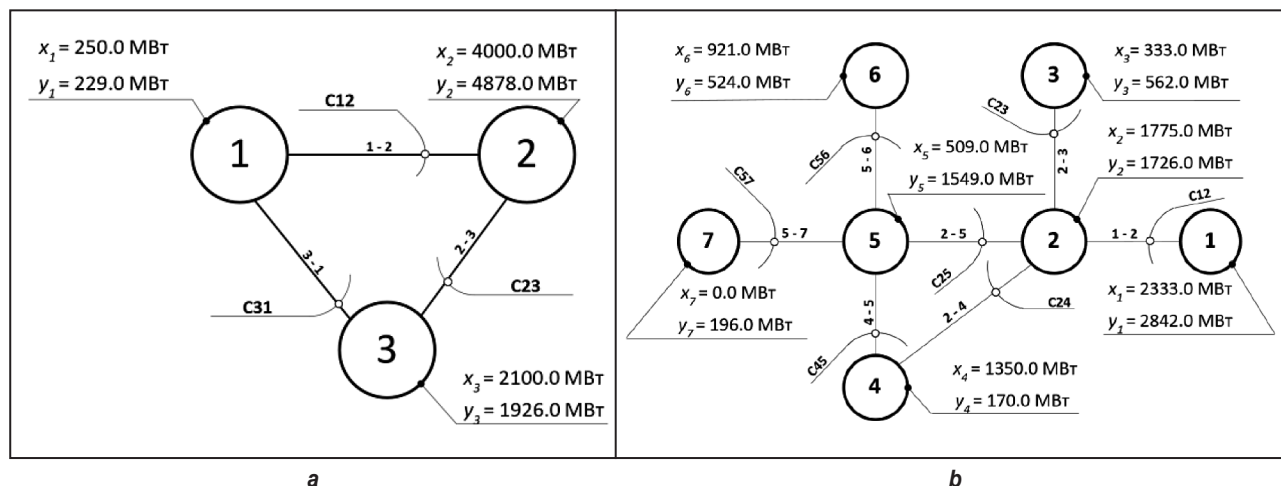 x1 = 250.0 МВт
y1 = 229.0 МВт
x2 = 4000.0 МВт
y2 = 4878.0 МВт
C12
1
1 - 2
2
3 - 1
2 - 3
C31
C23
3
x3 = 2100.0 МВт
y3 = 1926.0 МВт
a
x6 = 921.0 МВт
y6 = 524.0 МВт
6
3
x3 = 333.0 МВт
y3 = 562.0 МВт
C23
C56
5 - 6
x5 = 509.0 МВт
y5 = 1549.0 МВт
2 - 3
x2 = 1775.0 МВт
y2 = 1726.0 МВт
C57
C12
7
5 - 7
5
2 - 5
2
1 - 2
1
C25
C24
x7 = 0.0 МВт
y7 = 196.0 МВт
4 - 5
2 - 4
x1 = 2333.0 МВт
y1 = 2842.0 МВт
C45
4
x4 = 1350.0 МВт
y4 = 170.0 МВт
b